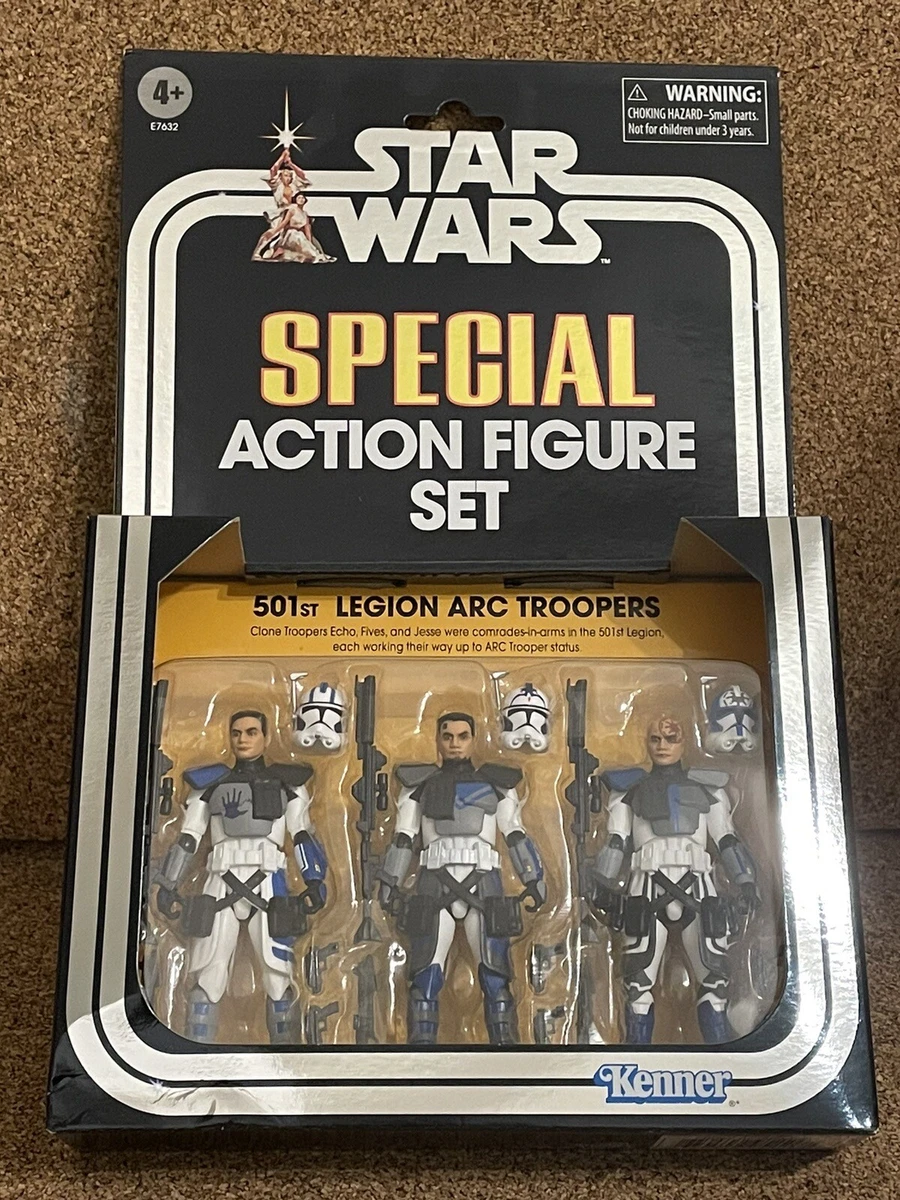 4+
E7632
WARNING:
CHOKING HAZARD–Small parts.
Not for children under 3 years.
STAR
WARS™
SPECIAL
ACTION FIGURE
SET
501ST LEGION ARC TROOPERS
Clone Troopers Echo, Fives, and Jesse were comrades-in-arms in the 501st Legion,
each working their way up to ARC Trooper status.
Kenner®